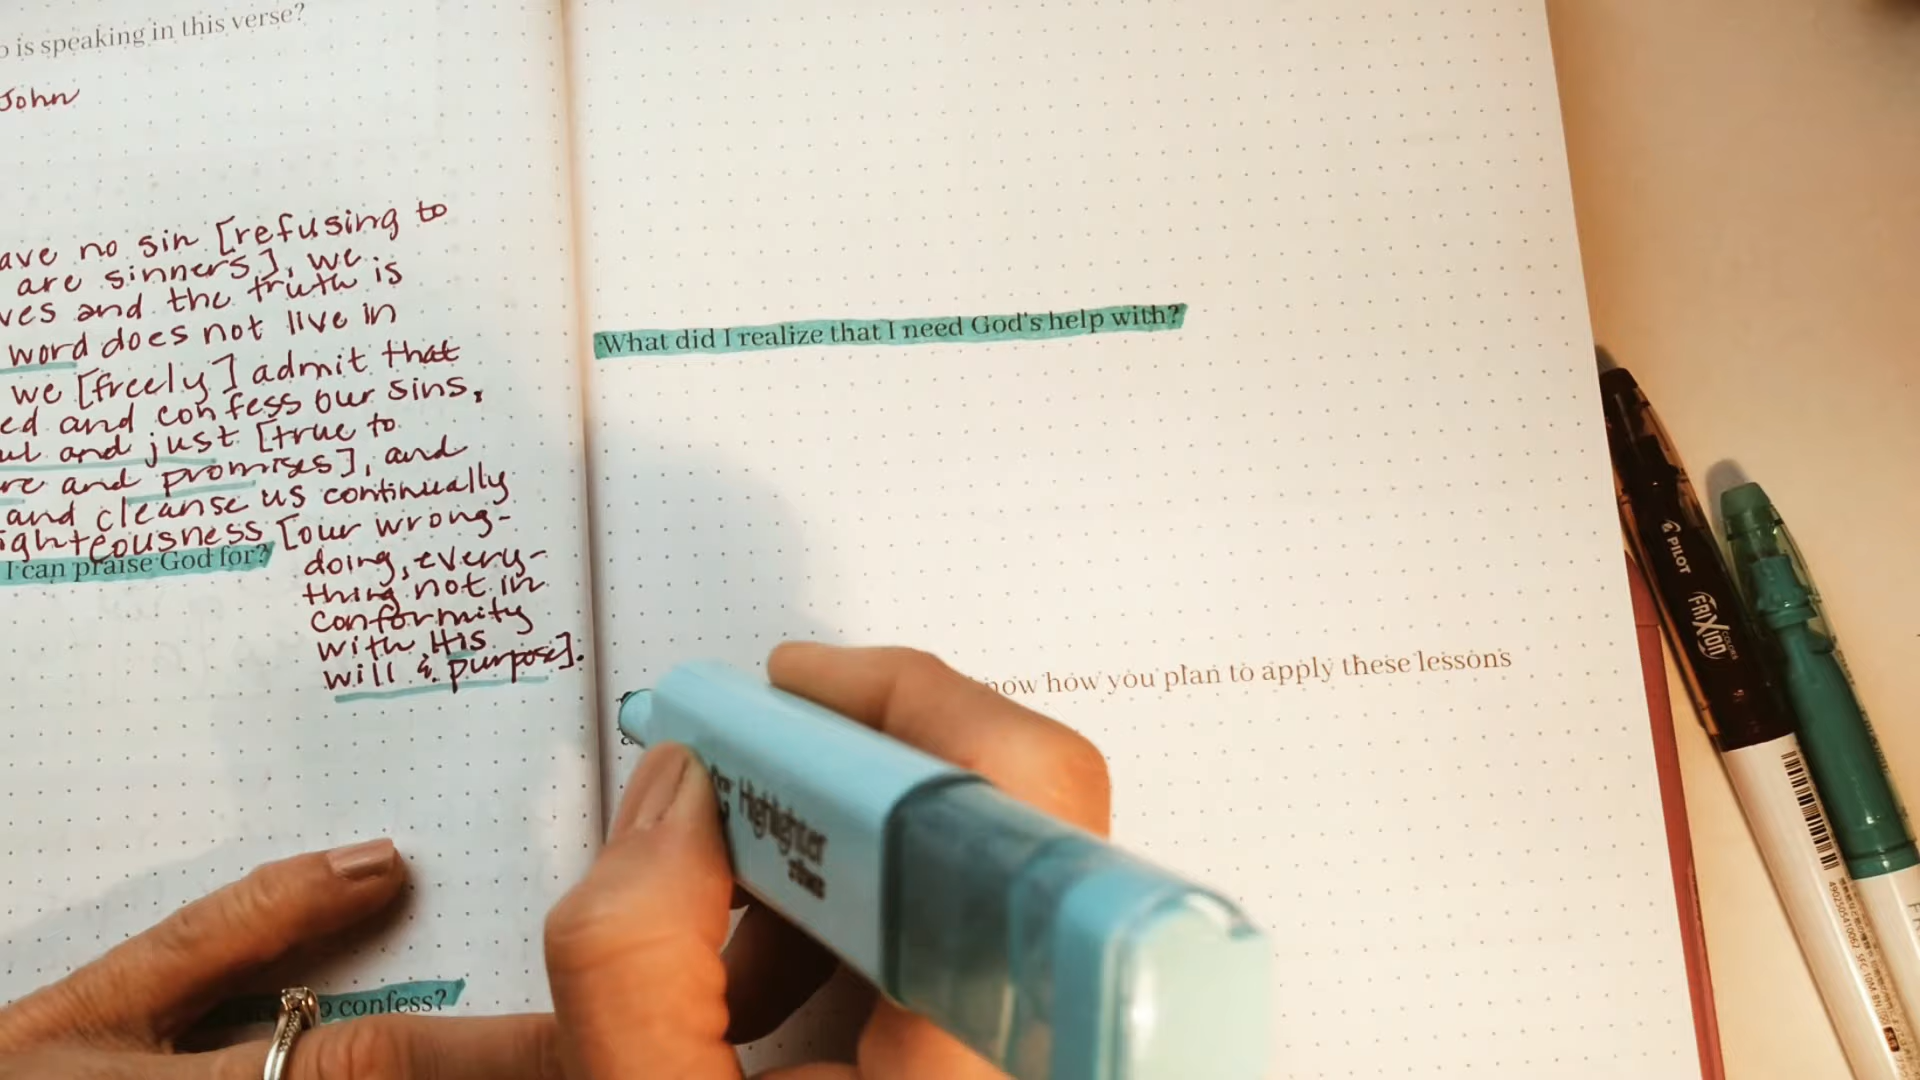 is speaking in this verse?
John
ave no sin [refusing to
are sinners], we
ves and the truth is
word does not live in
we [freely] admit that
ed and confess our sins,
ul and just [true to
re and promises], and
and cleanse us continually
ighteousness [our wrong-
I can praise God for?
doing, every-
thing not in
conformity
with His
will & purpose].
confess?
What did I realize that I need God's help with?
now how you plan to apply these lessons
Highlighter
PILOT
FRIXION
COLORS